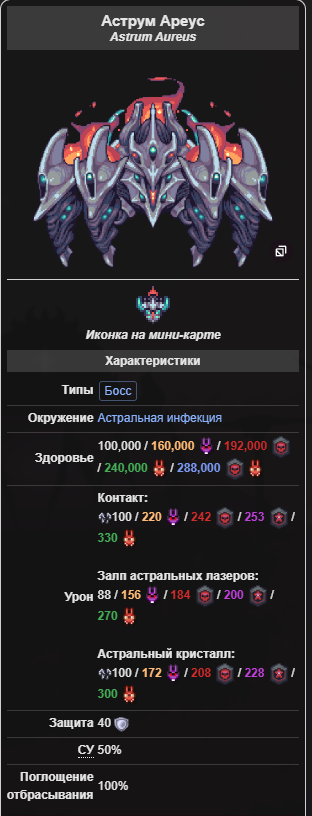 Аструм Ареус
Astrum Aureus
Иконка на мини-карте
Характеристики
Типы Босс
Окружение Астральная инфекция
Здоровье 100,000 / 160,000 / 192,000
/ 240,000 / 288,000
Урон
Контакт:
100 / 220 / 242 / 253 /
330
Залп астральных лазеров:
88 / 156 / 184 / 200 /
270
Астральный кристалл:
100 / 172 / 208 / 228 /
300
Защита 40
СУ 50%
Поглощение
отбрасывания 100%